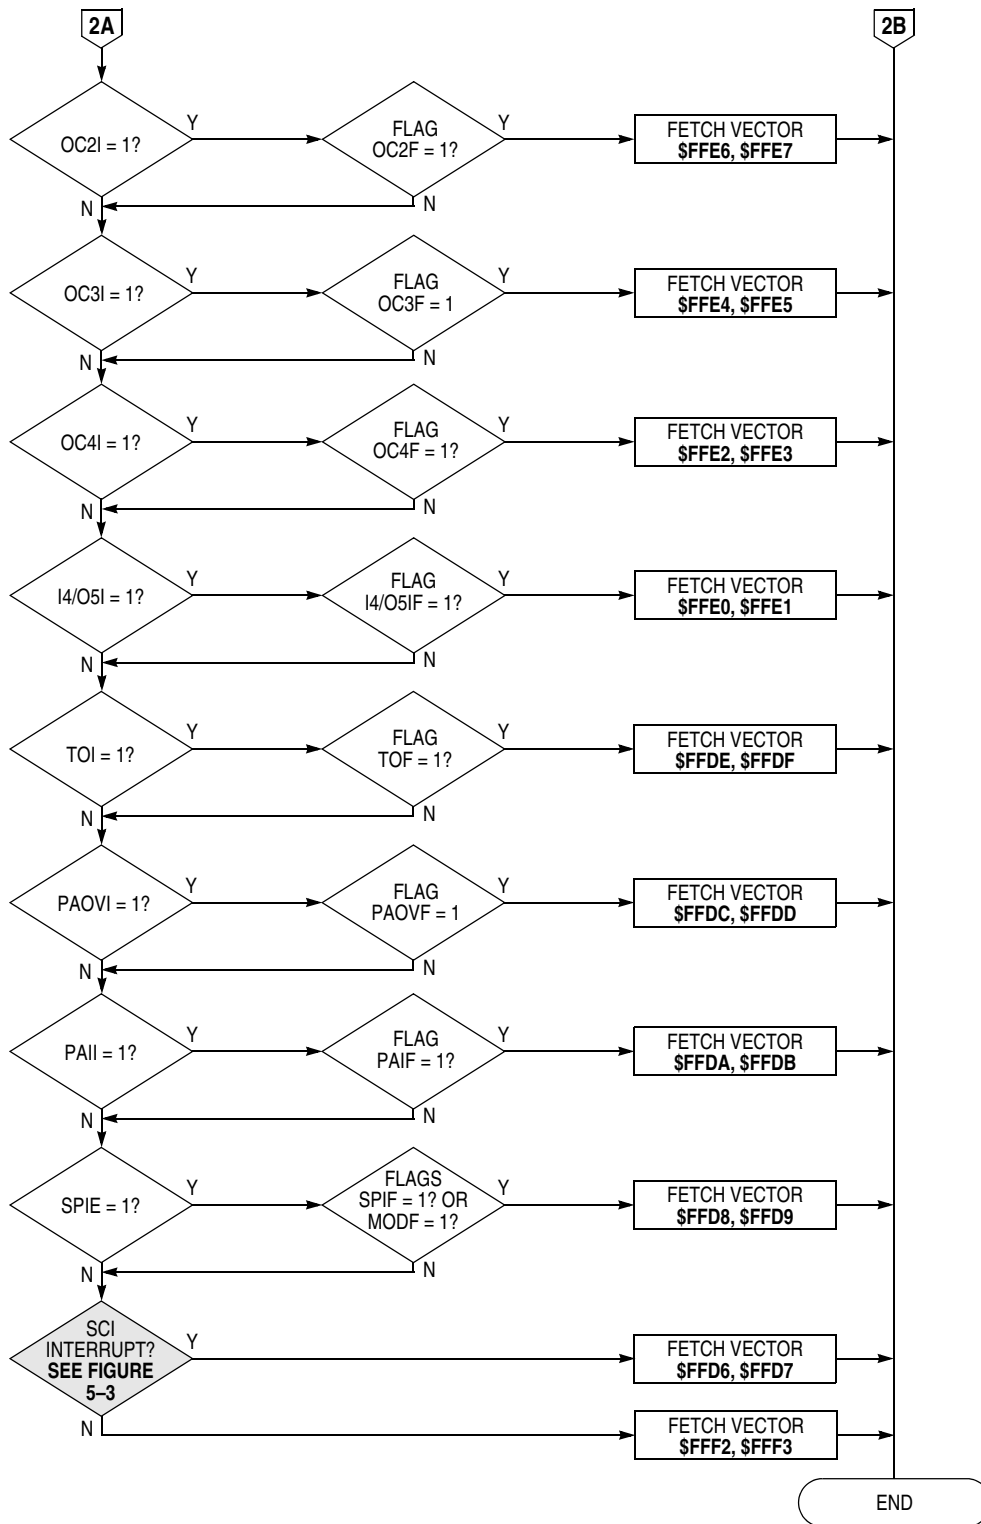 2A
2B
OC2I = 1?
Y
FLAG
OC2F = 1?
Y
FETCH VECTOR
$FFE6, $FFE7
N
N
OC3I = 1?
Y
FLAG
OC3F = 1
Y
FETCH VECTOR
$FFE4, $FFE5
N
N
OC4I = 1?
Y
FLAG
OC4F = 1?
Y
FETCH VECTOR
$FFE2, $FFE3
N
N
I4/O5I = 1?
Y
FLAG
I4/O5IF = 1?
Y
FETCH VECTOR
$FFE0, $FFE1
N
N
TOI = 1?
Y
FLAG
TOF = 1?
Y
FETCH VECTOR
$FFDE, $FFDF
N
N
PAOVI = 1?
Y
FLAG
PAOVF = 1
Y
FETCH VECTOR
$FFDC, $FFDD
N
N
PAII = 1?
Y
FLAG
PAIF = 1?
Y
FETCH VECTOR
$FFDA, $FFDB
N
N
SPIE = 1?
Y
FLAGS
SPIF = 1? OR
MODF = 1?
Y
FETCH VECTOR
$FFD8, $FFD9
N
N
SCI
INTERRUPT?
SEE FIGURE
5–3
Y
FETCH VECTOR
$FFD6, $FFD7
N
FETCH VECTOR
$FFF2, $FFF3
END